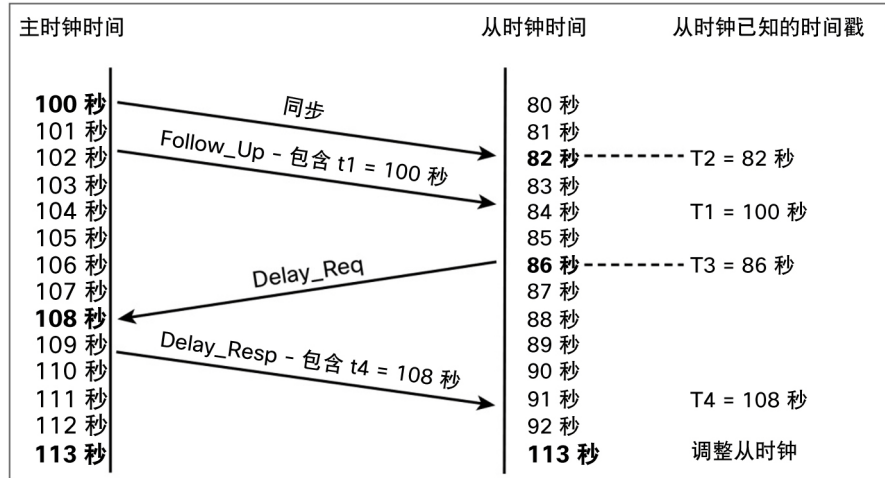 主时钟时间 从时钟时间 从时钟已知的时间戳
100 秒 同步 80 秒
101 秒 81 秒
102 秒 Follow_Up – 包含 t1 = 100 秒 82 秒 T2 = 82 秒
103 秒 83 秒
104 秒 84 秒 T1 = 100 秒
105 秒 85 秒
106 秒 Delay_Req 86 秒 T3 = 86 秒
107 秒 87 秒
108 秒 88 秒
109 秒 Delay_Resp – 包含 t4 = 108 秒 89 秒
110 秒 90 秒
111 秒 91 秒 T4 = 108 秒
112 秒 92 秒
113 秒 113 秒 调整从时钟